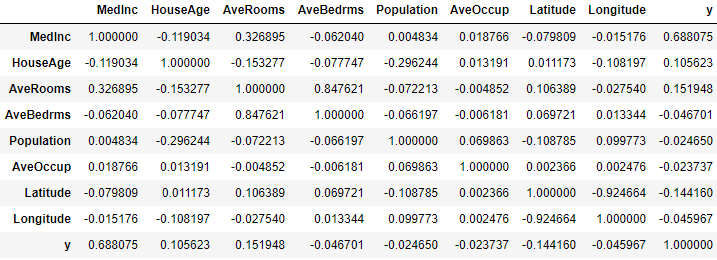 MedInc HouseAge AveRooms AveBedrms Population AveOccup Latitude Longitude y
MedInc 1.000000 -0.119034 0.326895 -0.062040 0.004834 0.018766 -0.079809 -0.015176 0.688075
HouseAge -0.119034 1.000000 -0.153277 -0.077747 -0.296244 0.013191 0.011173 -0.108197 0.105623
AveRooms 0.326895 -0.153277 1.000000 0.847621 -0.072213 -0.004852 0.106389 -0.027540 0.151948
AveBedrms -0.062040 -0.077747 0.847621 1.000000 -0.066197 -0.006181 0.069721 0.013344 -0.046701
Population 0.004834 -0.296244 -0.072213 -0.066197 1.000000 0.069863 -0.108785 0.099773 -0.024650
AveOccup 0.018766 0.013191 -0.004852 -0.006181 0.069863 1.000000 0.002366 0.002476 -0.023737
Latitude -0.079809 0.011173 0.106389 0.069721 -0.108785 0.002366 1.000000 -0.924664 -0.144160
Longitude -0.015176 -0.108197 -0.027540 0.013344 0.099773 0.002476 -0.924664 1.000000 -0.045967
y 0.688075 0.105623 0.151948 -0.046701 -0.024650 -0.023737 -0.144160 -0.045967 1.000000